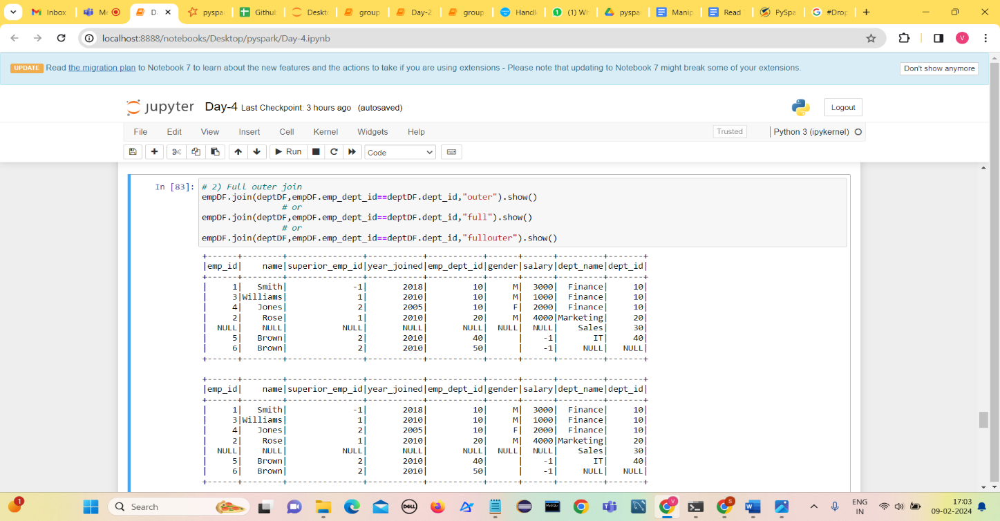 Inbox
Me
D
pyspa
Github
Deskto
group
Day-2
group
Handl
(1) Wh
pyspa
Manip
Read
PySpa
#Drop
localhost:8888/notebooks/Desktop/pyspark/Day-4.ipynb
V
UPDATE Read the migration plan to Notebook 7 to learn about the new features and the actions to take if you are using extensions - Please note that updating to Notebook 7 might break some of your extensions.
Don't show anymore
jupyter Day-4 Last Checkpoint: 3 hours ago (autosaved)
Logout
File Edit View Insert Cell Kernel Widgets Help
Trusted
Python 3 (ipykernel)
Run
Code
In [83]:
# 2) Full outer join
empDF.join(deptDF,empDF.emp_dept_id==deptDF.dept_id,"outer").show()
# or
empDF.join(deptDF,empDF.emp_dept_id==deptDF.dept_id,"full").show()
# or
empDF.join(deptDF,empDF.emp_dept_id==deptDF.dept_id,"fullouter").show()
+------+--------+---------------+-----------+-----------+------+------+---------+-------+
|emp_id|    name|superior_emp_id|year_joined|emp_dept_id|gender|salary|dept_name|dept_id|
+------+--------+---------------+-----------+-----------+------+------+---------+-------+
|     1|   Smith|             -1|       2018|         10|     M|  3000|  Finance|     10|
|     3|Williams|              1|       2010|         10|     M|  1000|  Finance|     10|
|     4|   Jones|              2|       2005|         10|     F|  2000|  Finance|     10|
|     2|    Rose|              1|       2010|         20|     M|  4000|Marketing|     20|
|  NULL|    NULL|           NULL|       NULL|       NULL|  NULL|  NULL|    Sales|     30|
|     5|   Brown|              2|       2010|         40|      |    -1|       IT|     40|
|     6|   Brown|              2|       2010|         50|      |    -1|     NULL|   NULL|
+------+--------+---------------+-----------+-----------+------+------+---------+-------+
+------+--------+---------------+-----------+-----------+------+------+---------+-------+
|emp_id|    name|superior_emp_id|year_joined|emp_dept_id|gender|salary|dept_name|dept_id|
+------+--------+---------------+-----------+-----------+------+------+---------+-------+
|     1|   Smith|             -1|       2018|         10|     M|  3000|  Finance|     10|
|     3|Williams|              1|       2010|         10|     M|  1000|  Finance|     10|
|     4|   Jones|              2|       2005|         10|     F|  2000|  Finance|     10|
|     2|    Rose|              1|       2010|         20|     M|  4000|Marketing|     20|
|  NULL|    NULL|           NULL|       NULL|       NULL|  NULL|  NULL|    Sales|     30|
|     5|   Brown|              2|       2010|         40|      |    -1|       IT|     40|
|     6|   Brown|              2|       2010|         50|      |    -1|     NULL|   NULL|
+------+--------+---------------+-----------+-----------+------+------+---------+-------+
1
Search
DELL
MySQL
V
S
ENG
IN
17:03
09-02-2024